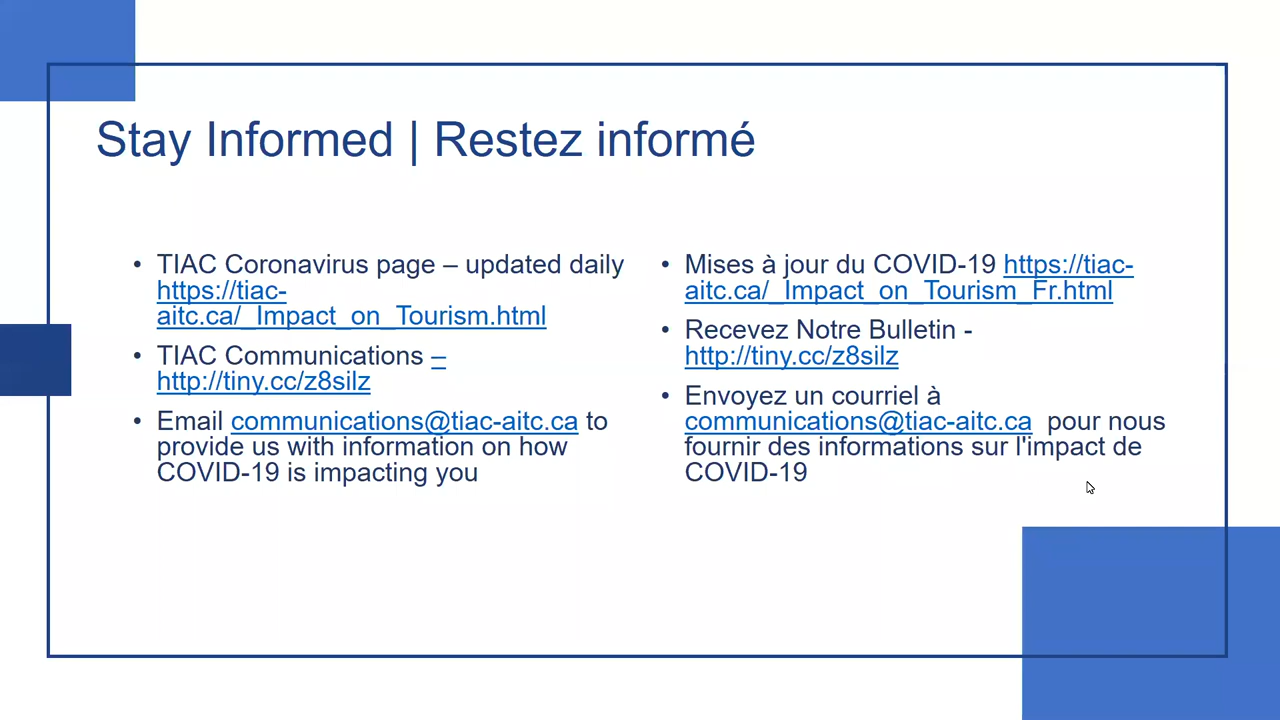 Stay Informed | Restez informé
• TIAC Coronavirus page – updated daily
https://tiac-
aitc.ca/_Impact_on_Tourism.html
• TIAC Communications –
http://tiny.cc/z8silz
• Email communications@tiac-aitc.ca to
provide us with information on how
COVID-19 is impacting you
• Mises à jour du COVID-19 https://tiac-
aitc.ca/_Impact_on_Tourism_Fr.html
• Recevez Notre Bulletin -
http://tiny.cc/z8silz
• Envoyez un courriel à
communications@tiac-aitc.ca pour nous
fournir des informations sur l'impact de
COVID-19